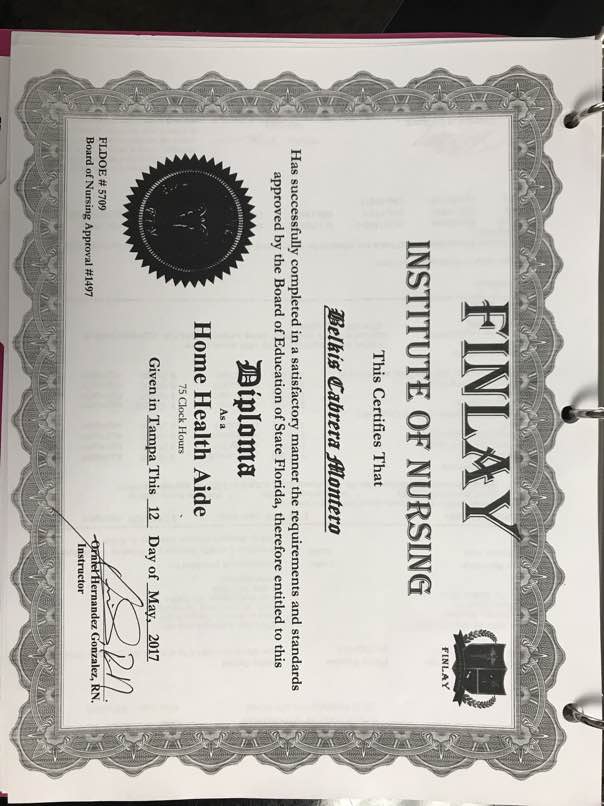 FINLAY
INSTITUTE OF NURSING
FINLAY
This Certifies That
Belkis Cabrera Montero
Has successfully completed in a satisfactory manner the requirements and standards
approved by the Board of Education of State Florida, therefore entitled to this
Diploma
As a
Home Health Aide
75 Clock Hours
Given in Tampa This 12 Day of May, 2017
Hernandez Gonzalez, RN.
Instructor
FLDOE # 5709
Board of Nursing Approval #1497